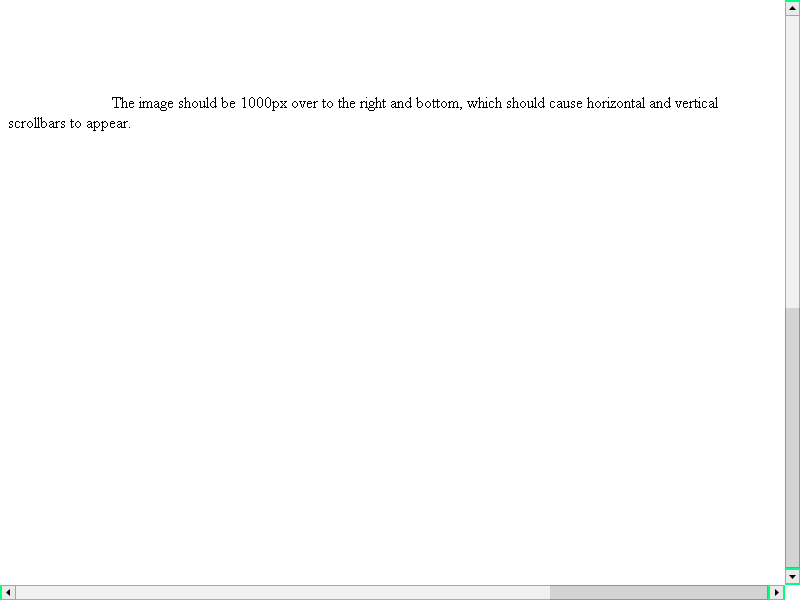 The image should be 1000px over to the right and bottom, which should cause horizontal and vertical
scrollbars to appear.